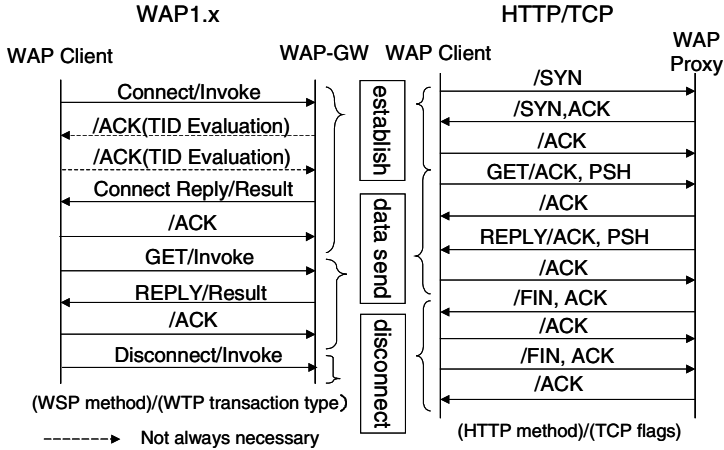 WAP1.x
HTTP/TCP
WAP Client
WAP-GW
WAP Client
WAP
Proxy
Connect/Invoke
/ACK(TID Evaluation)
/ACK(TID Evaluation)
Connect Reply/Result
/ACK
GET/Invoke
REPLY/Result
/ACK
Disconnect/Invoke
(WSP method)/(WTP transaction type)
Not always necessary
establish
data send
disconnect
/SYN
/SYN,ACK
/ACK
GET/ACK, PSH
/ACK
REPLY/ACK, PSH
/ACK
/FIN, ACK
/ACK
/FIN, ACK
/ACK
(HTTP method)/(TCP flags)